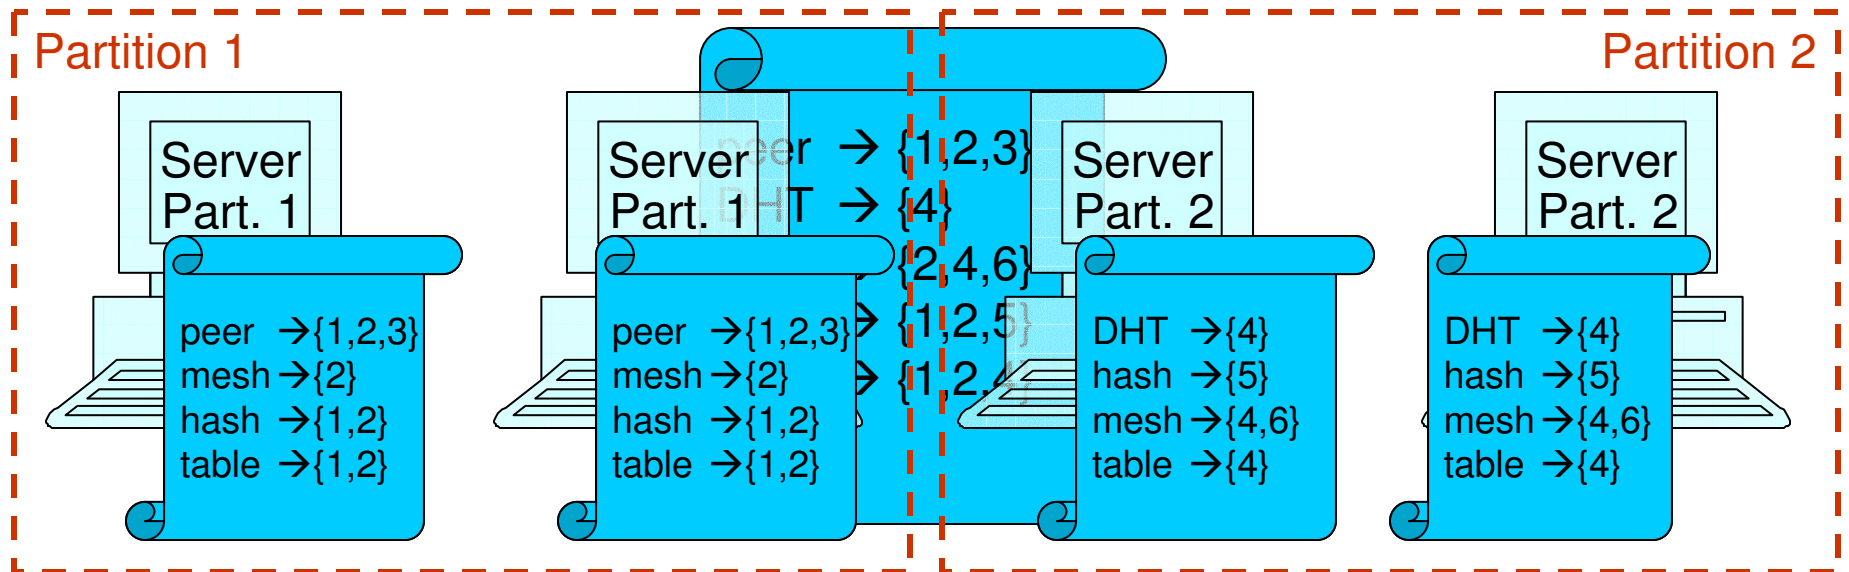 Partition 1
Partition 2
Server
Part. 1
peer →{1,2,3}
mesh→{2}
hash →{1,2}
table →{1,2}
Server
Part. 1
peer →{1,2,3}
mesh→{2}
hash →{1,2}
table →{1,2}
peer → {1,2,3}
DHT → {4}
{2,4,6}
→ {1,2,5}
→ {1,2,4}
Server
Part. 2
DHT →{4}
hash →{5}
mesh→{4,6}
table →{4}
Server
Part. 2
DHT →{4}
hash →{5}
mesh→{4,6}
table →{4}